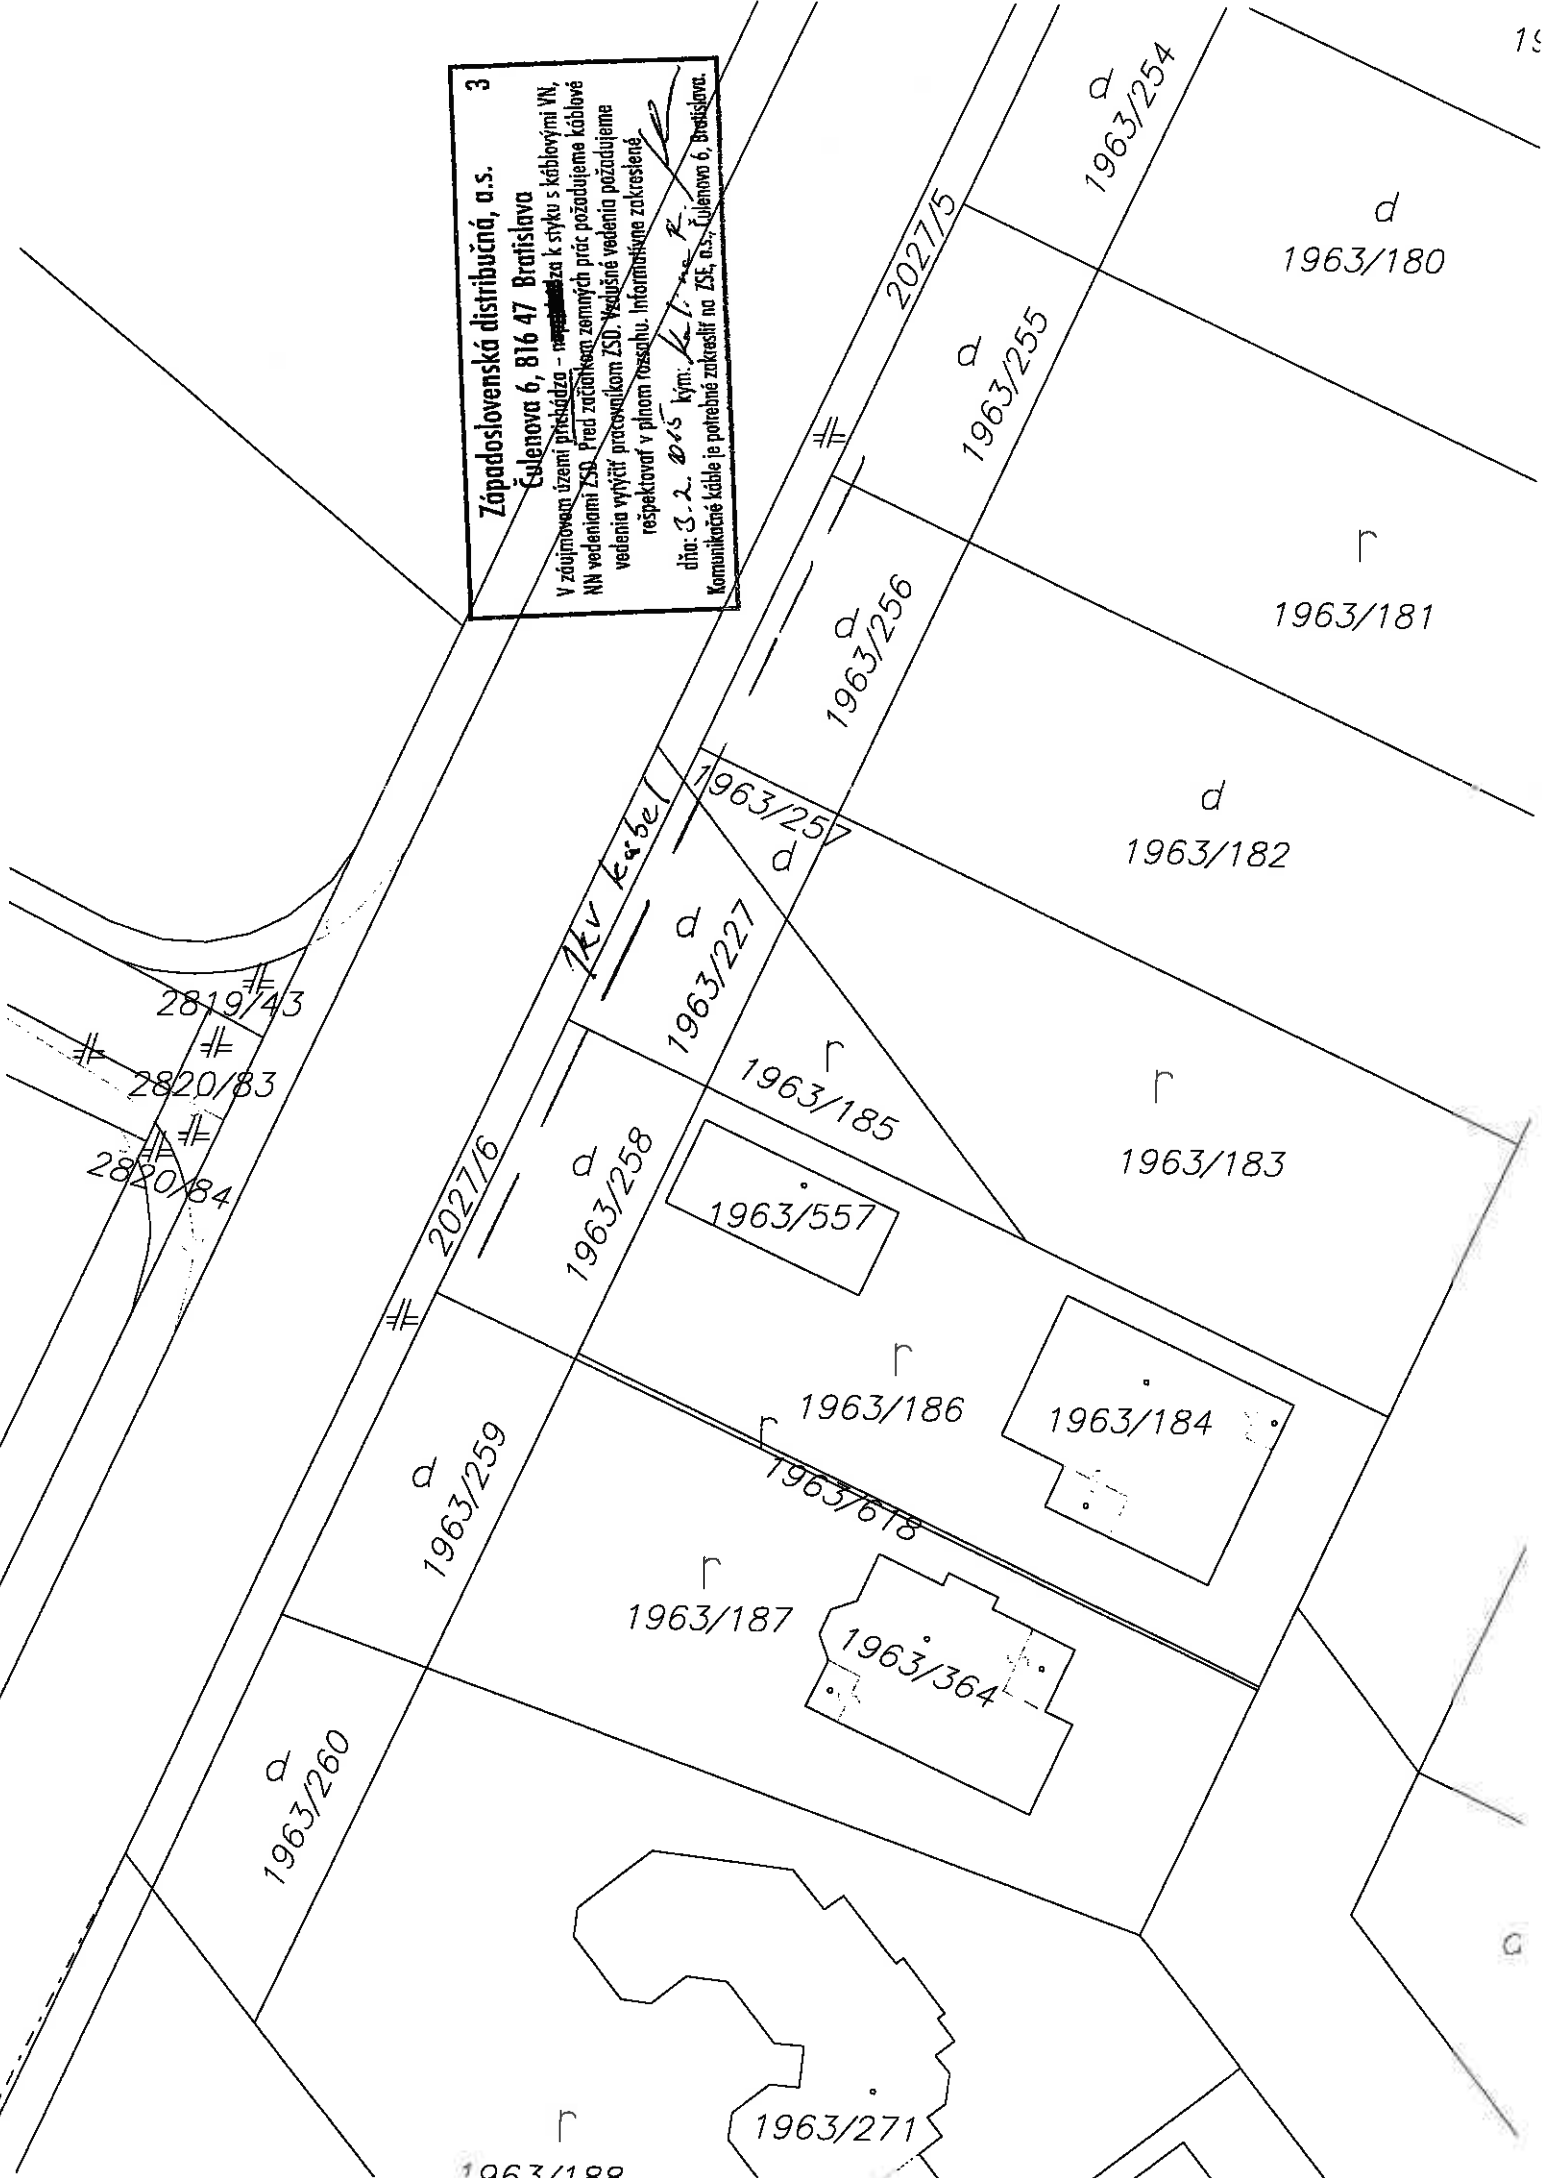 Západoslovenská distribučná, a.s. 3
Čulenova 6, 816 47 Bratislava
V záujmovom území prichádza - k styku s káblovými VN,
NN vedeniami ZSD. Pred začiatkom zemných prác požadujeme káblové
vedenia vytýčiť pracovníkom ZSD. Vzdušné vedenia požadujeme
rešpektovať v plnom rozsahu. Informatívne zakreslené
dňa: 3.2. 2015 kým:
Komunikačné káble je potrebné zakresliť na ZSE, a.s., Čulenova 6, Bratislava.
19
d
1963/254
d
1963/180
2027/5
d
1963/255
r
1963/181
d
1963/256
d
1963/182
1963/257
d
1kV kábel
d
1963/227
2819/43
2820/83
2820/84
r
1963/185
r
1963/183
2027/6
d
1963/258
1963/557
r
1963/186
1963/184
d
1963/259
r
1963/618
r
1963/187
1963/364
d
1963/260
1963/271
r
1963/188